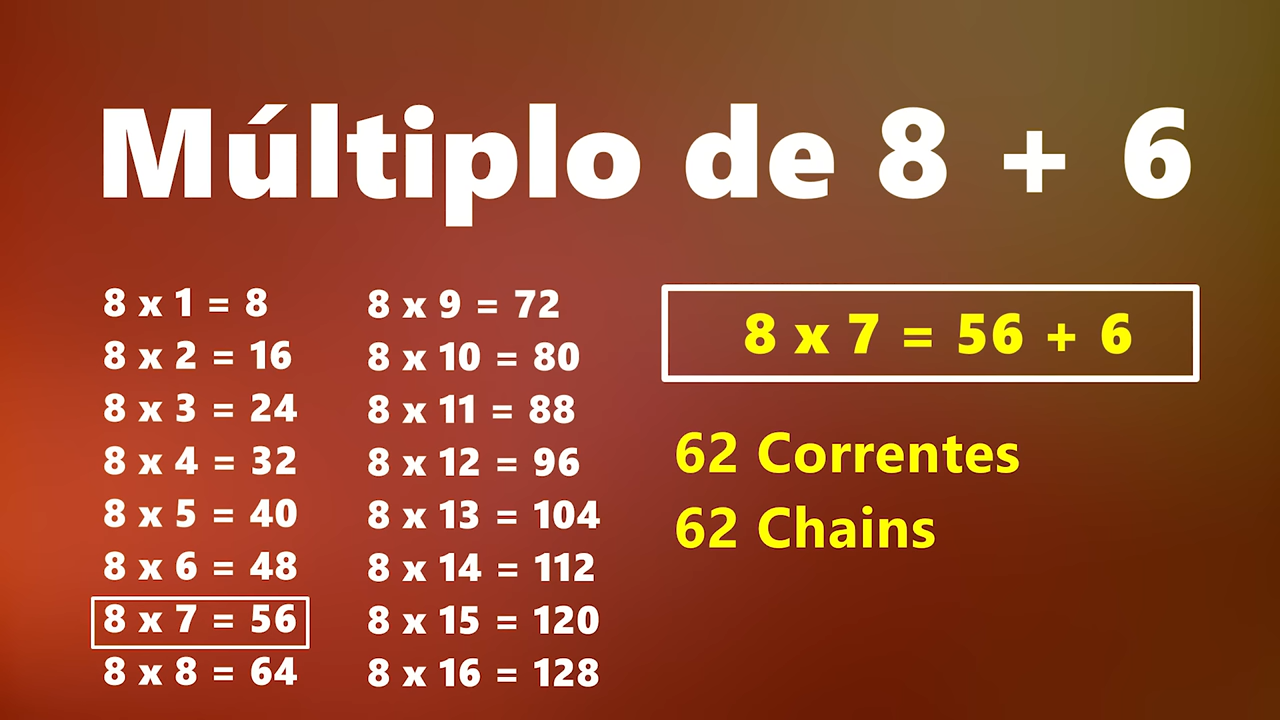 Múltiplo de 8 + 6
8 x 1 = 8
8 x 2 = 16
8 x 3 = 24
8 x 4 = 32
8 x 5 = 40
8 x 6 = 48
8 x 7 = 56
8 x 8 = 64
8 x 9 = 72
8 x 10 = 80
8 x 11 = 88
8 x 12 = 96
8 x 13 = 104
8 x 14 = 112
8 x 15 = 120
8 x 16 = 128
8 x 7 = 56 + 6
62 Correntes
62 Chains